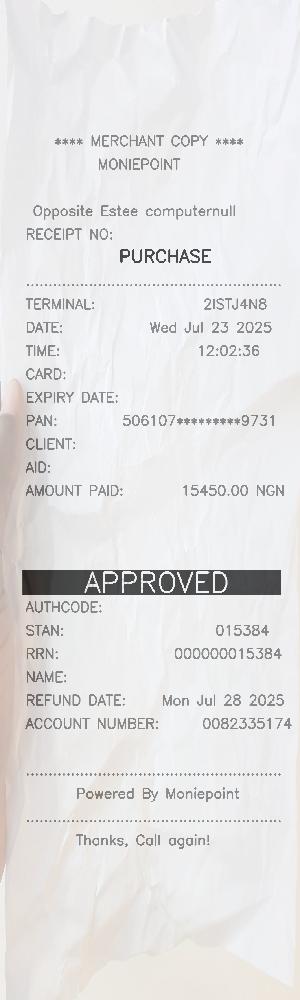 **** MERCHANT COPY ****
MONIEPOINT
Opposite Estee computernull
RECEIPT NO:
PURCHASE
TERMINAL: 2ISTJ4N8
DATE: Wed Jul 23 2025
TIME: 12:02:36
CARD:
EXPIRY DATE:
PAN: 506107*********9731
CLIENT:
AID:
AMOUNT PAID: 15450.00 NGN
APPROVED
AUTHCODE:
STAN: 015384
RRN: 000000015384
NAME:
REFUND DATE: Mon Jul 28 2025
ACCOUNT NUMBER: 0082335174
Powered By Moniepoint
Thanks, Call again!